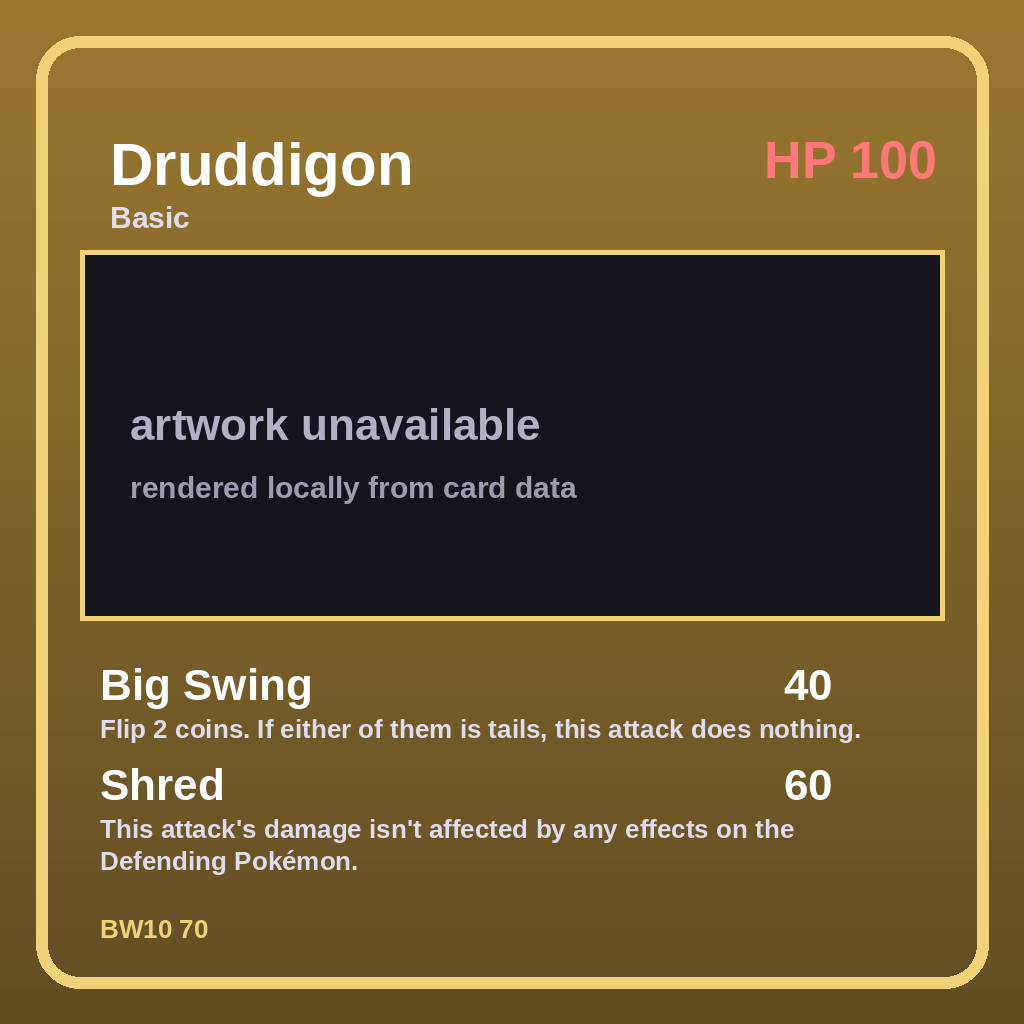 Druddigon
HP 100
Basic
artwork unavailable
rendered locally from card data
Big Swing 40
Flip 2 coins. If either of them is tails, this attack does nothing.
Shred 60
This attack's damage isn't affected by any effects on the
Defending Pokémon.
BW10 70